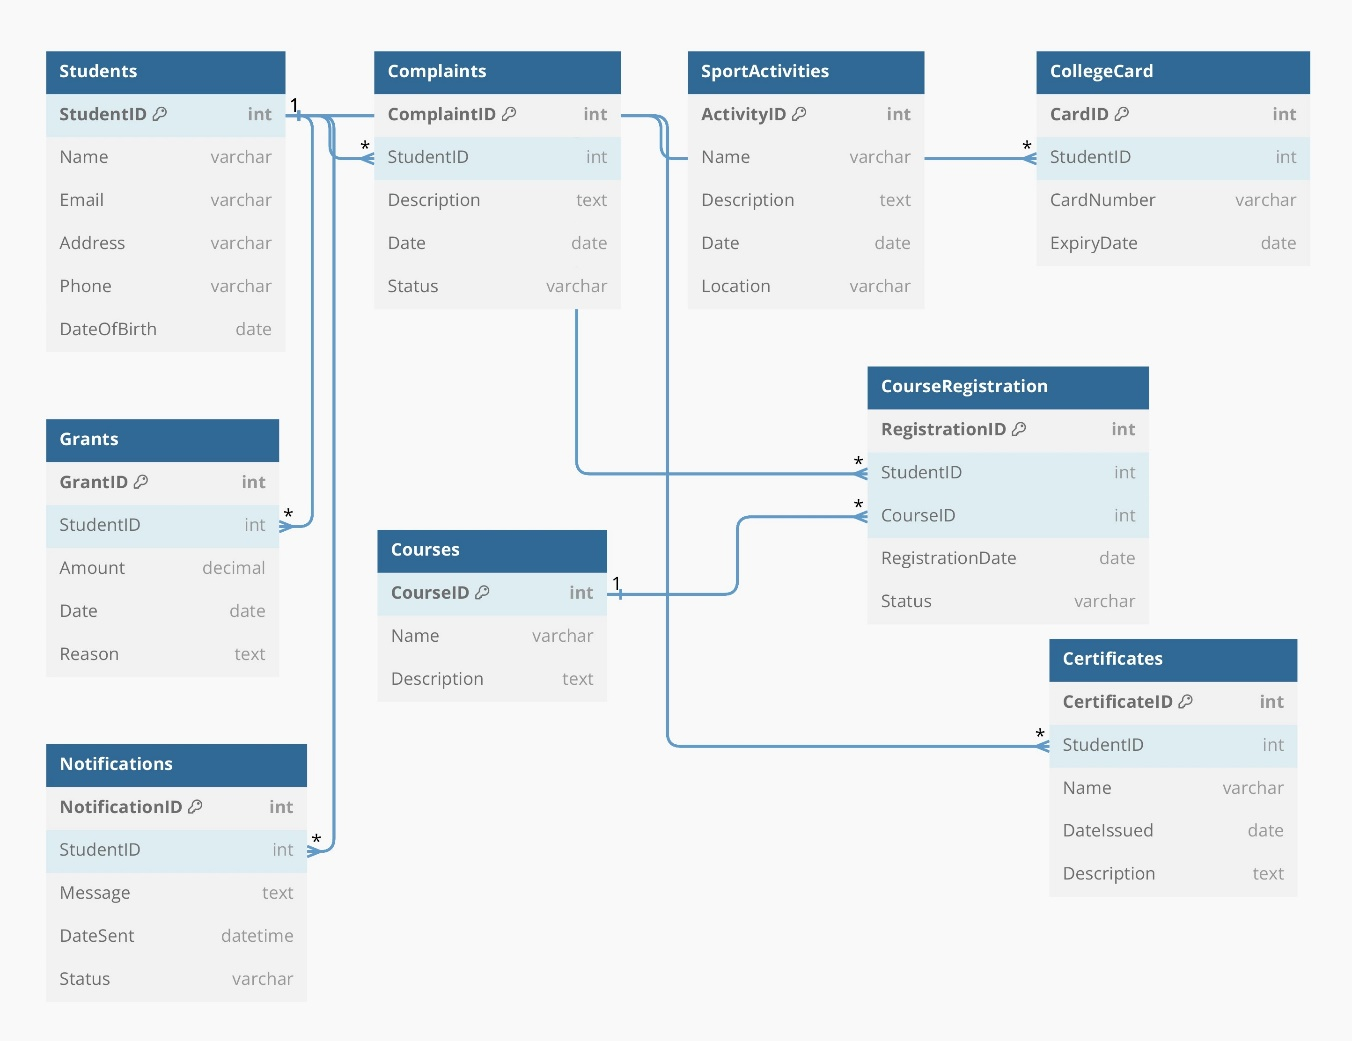 Students
StudentID int
Name varchar
Email varchar
Address varchar
Phone varchar
DateOfBirth date
1
Complaints
ComplaintID int
* StudentID int
Description text
Date date
Status varchar
SportActivities
ActivityID int
Name varchar
Description text
Date date
Location varchar
CollegeCard
CardID int
* StudentID int
CardNumber varchar
ExpiryDate date
Grants
GrantID int
StudentID int *
Amount decimal
Date date
Reason text
Courses
CourseID int 1
Name varchar
Description text
CourseRegistration
RegistrationID int
* StudentID int
* CourseID int
RegistrationDate date
Status varchar
Notifications
NotificationID int
StudentID int *
Message text
DateSent datetime
Status varchar
Certificates
CertificateID int
* StudentID int
Name varchar
DateIssued date
Description text